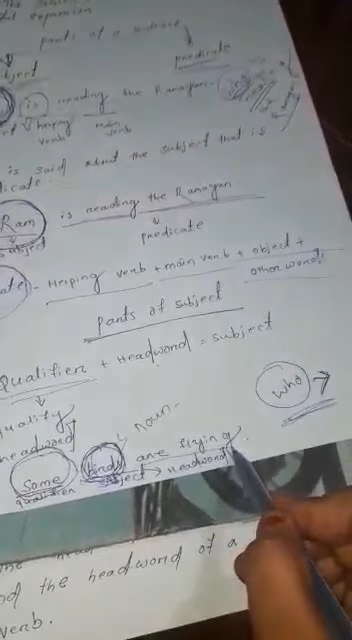 expansion
parts of a sentence
subject predicate
is reading the Ramayan
helping verb main verb
is said about the subject that is
predicate
Ram is reading the Ramayan
subject predicate
- Helping verb + main verb + object +
other words
parts of subject
Qualifier + Headword = subject
qualify
headword
noun-
who
Some birds are flying.
qualifier subject → Headword
the headword of a
verb.